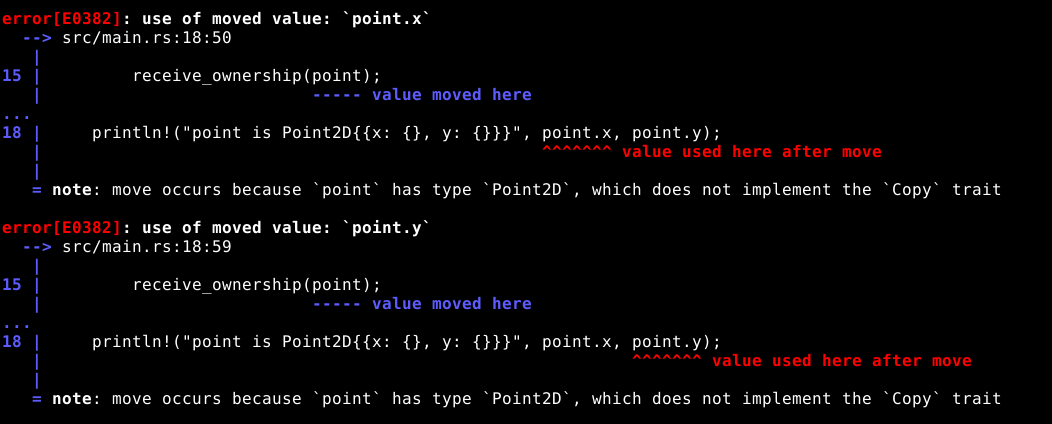 error[E0382]: use of moved value: `point.x`
  --> src/main.rs:18:50
   |
15 |         receive_ownership(point);
   |                           ----- value moved here
...
18 |     println!("point is Point2D{{x: {}, y: {}}}", point.x, point.y);
   |                                                  ^^^^^^^ value used here after move
   |
   = note: move occurs because `point` has type `Point2D`, which does not implement the `Copy` trait

error[E0382]: use of moved value: `point.y`
  --> src/main.rs:18:59
   |
15 |         receive_ownership(point);
   |                           ----- value moved here
...
18 |     println!("point is Point2D{{x: {}, y: {}}}", point.x, point.y);
   |                                                           ^^^^^^^ value used here after move
   |
   = note: move occurs because `point` has type `Point2D`, which does not implement the `Copy` trait